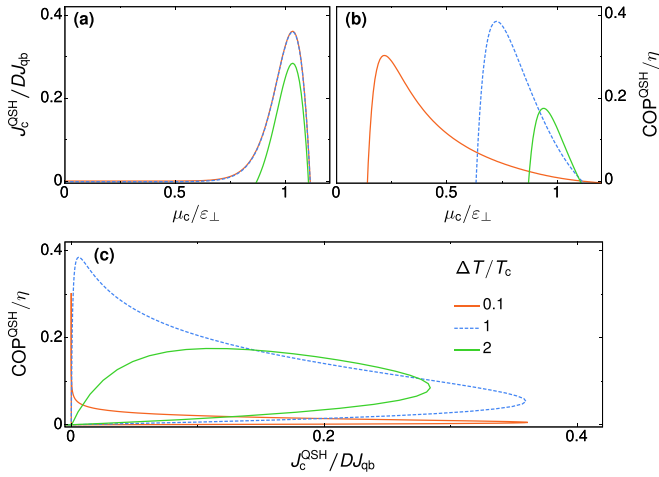 (a)
0.4
0.2
0
J_c^QSH / DJ_qb
0 0.5 1
μ_c/ε_⊥
(b)
0.4
0.2
0
COP^QSH/η
0 0.5 1
μ_c/ε_⊥
(c)
0.4
0.2
0
COP^QSH/η
ΔT/T_c
0.1
1
2
0 0.2 0.4
J_c^QSH / DJ_qb